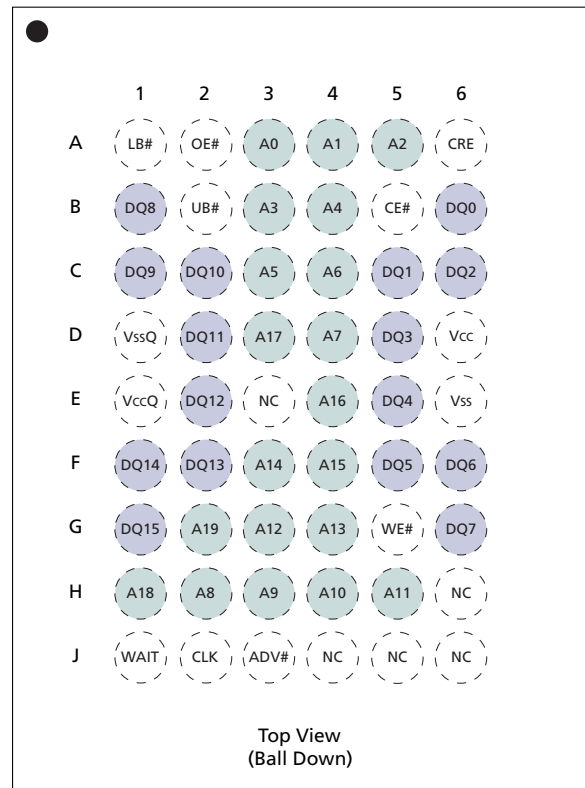 1 2 3 4 5 6
A LB# OE# A0 A1 A2 CRE
B DQ8 UB# A3 A4 CE# DQ0
C DQ9 DQ10 A5 A6 DQ1 DQ2
D VssQ DQ11 A17 A7 DQ3 Vcc
E VccQ DQ12 NC A16 DQ4 Vss
F DQ14 DQ13 A14 A15 DQ5 DQ6
G DQ15 A19 A12 A13 WE# DQ7
H A18 A8 A9 A10 A11 NC
J WAIT CLK ADV# NC NC NC
Top View
(Ball Down)